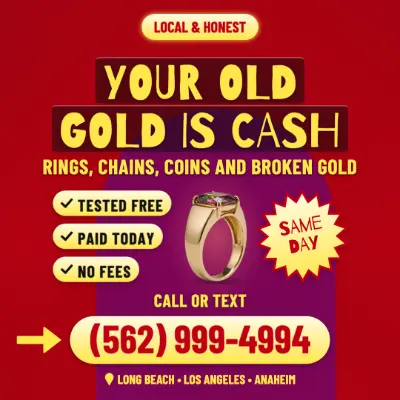 LOCAL & HONEST
YOUR OLD
GOLD IS CASH
RINGS, CHAINS, COINS AND BROKEN GOLD
✓ TESTED FREE
✓ PAID TODAY
✓ NO FEES
SAME
DAY
CALL OR TEXT
(562) 999-4994
LONG BEACH • LOS ANGELES • ANAHEIM